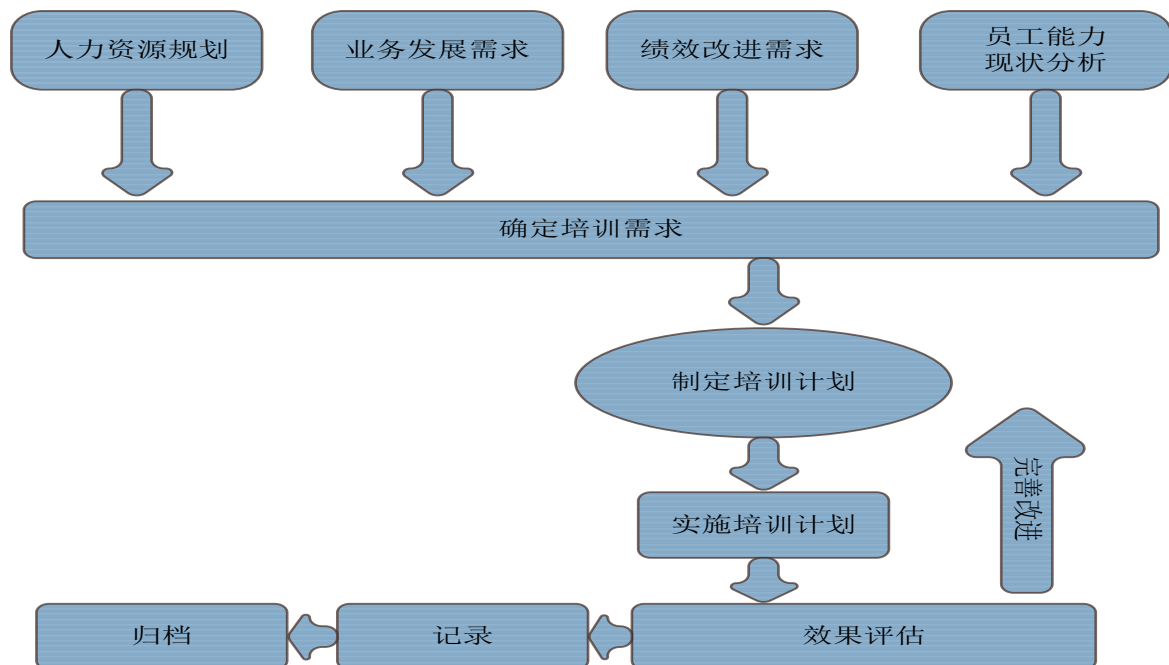 人力资源规划
业务发展需求
绩效改进需求
员工能力
现状分析
确定培训需求
制定培训计划
完善改进
实施培训计划
归档
记录
效果评估